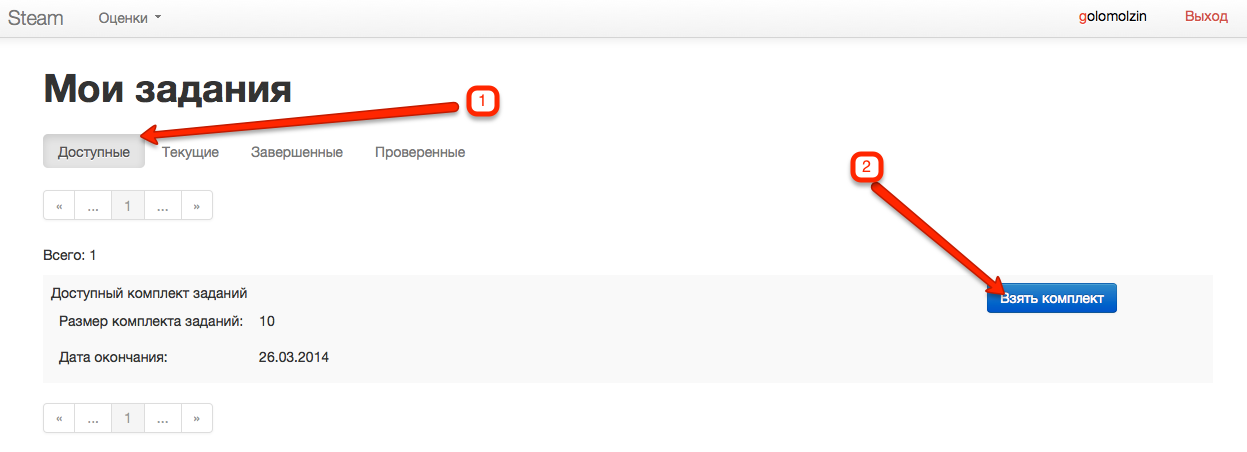 Steam Оценки golomolzin Выход
Мои задания
1
Доступные Текущие Завершенные Проверенные
2
« ... 1 ... »
Всего: 1
Доступный комплект заданий Взять комплект
Размер комплекта заданий: 10
Дата окончания: 26.03.2014
« ... 1 ... »